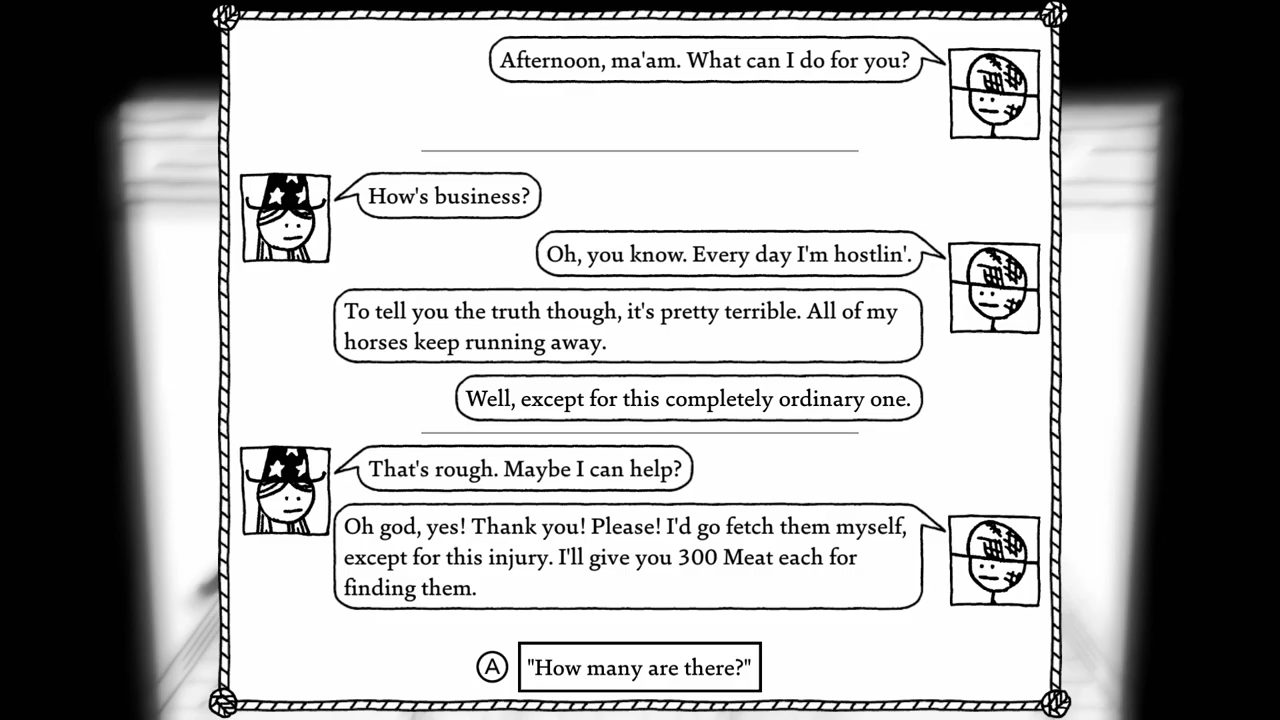 Afternoon, ma'am. What can I do for you?
How's business?
Oh, you know. Every day I'm hostlin'.
To tell you the truth though, it's pretty terrible. All of my
horses keep running away.
Well, except for this completely ordinary one.
That's rough. Maybe I can help?
Oh god, yes! Thank you! Please! I'd go fetch them myself,
except for this injury. I'll give you 300 Meat each for
finding them.
A "How many are there?"